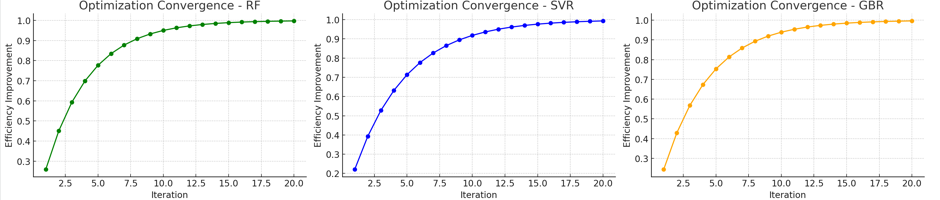 Optimization Convergence - RF
Efficiency Improvement
1.0
0.9
0.8
0.7
0.6
0.5
0.4
0.3
2.5 5.0 7.5 10.0 12.5 15.0 17.5 20.0
Iteration
Optimization Convergence - SVR
Efficiency Improvement
1.0
0.9
0.8
0.7
0.6
0.5
0.4
0.3
0.2
2.5 5.0 7.5 10.0 12.5 15.0 17.5 20.0
Iteration
Optimization Convergence - GBR
Efficiency Improvement
1.0
0.9
0.8
0.7
0.6
0.5
0.4
0.3
2.5 5.0 7.5 10.0 12.5 15.0 17.5 20.0
Iteration